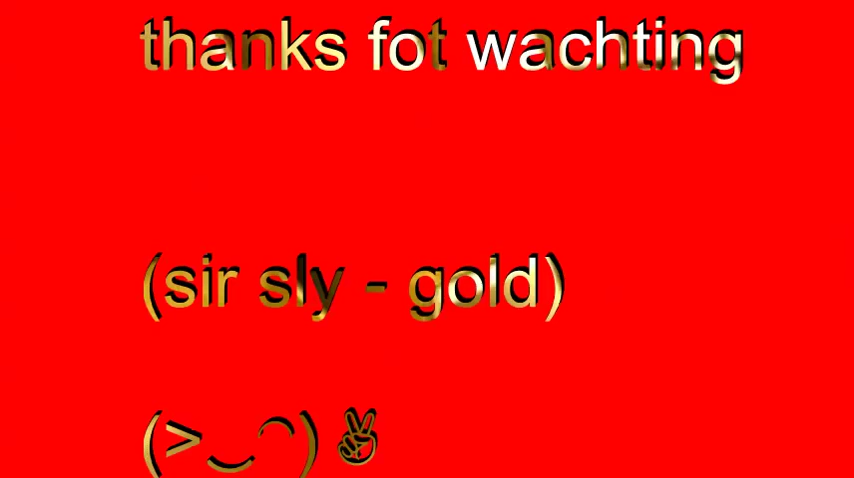 thanks fot wachting
(sir sly - gold)
(>‿◠)✌